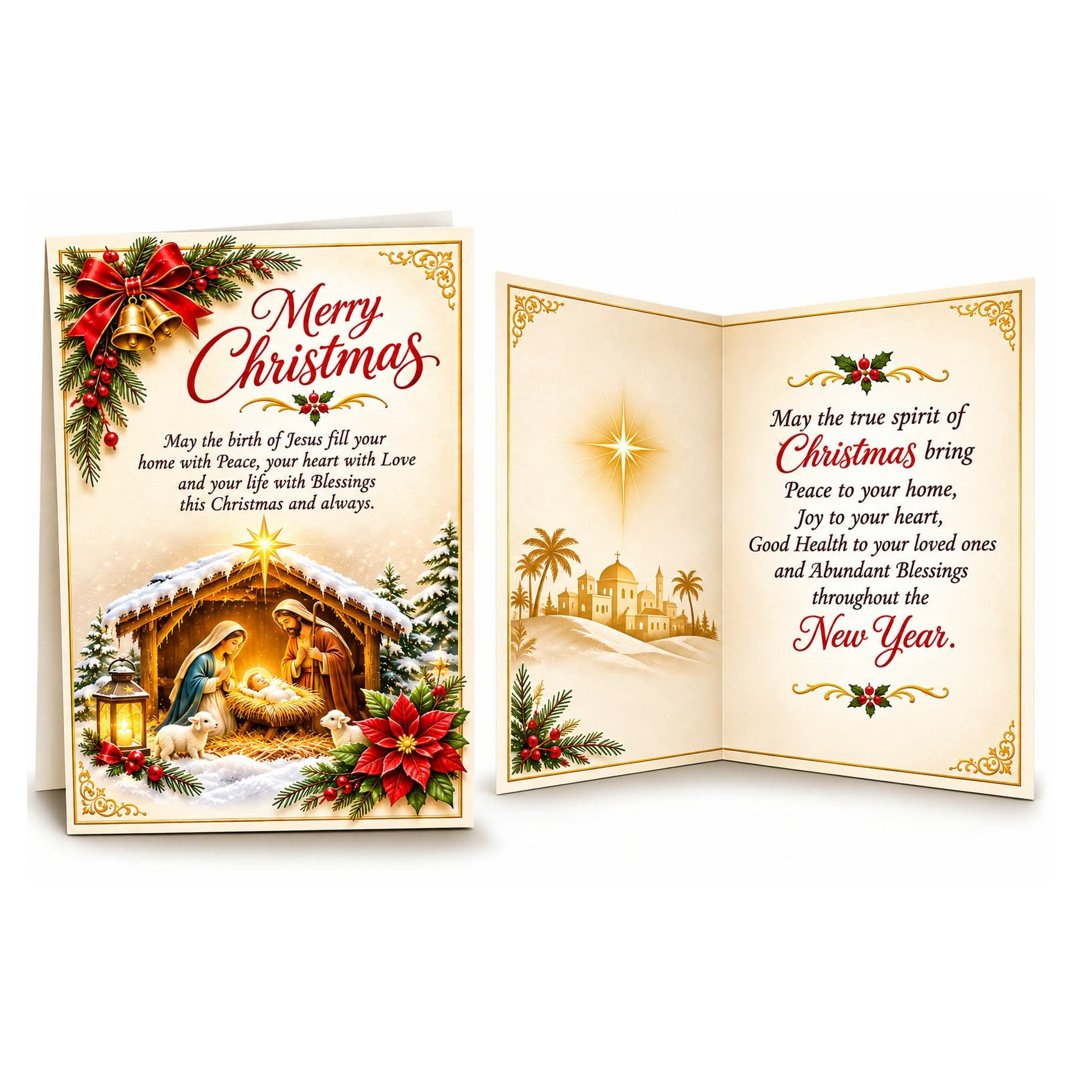 Merry
Christmas
May the birth of Jesus fill your
home with Peace, your heart with Love
and your life with Blessings
this Christmas and always.
May the true spirit of
Christmas bring
Peace to your home,
Joy to your heart,
Good Health to your loved ones
and Abundant Blessings
throughout the
New Year.